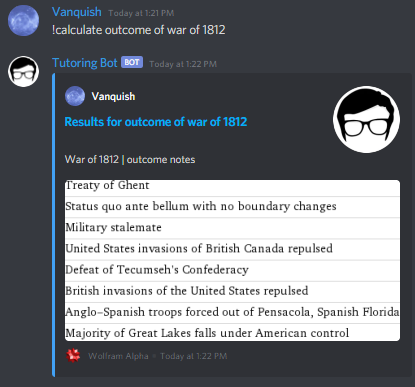 Vanquish Today at 1:21 PM
!calculate outcome of war of 1812
Tutoring Bot BOT Today at 1:22 PM
Vanquish
Results for outcome of war of 1812
War of 1812 | outcome notes
Treaty of Ghent
Status quo ante bellum with no boundary changes
Military stalemate
United States invasions of British Canada repulsed
Defeat of Tecumseh's Confederacy
British invasions of the United States repulsed
Anglo–Spanish troops forced out of Pensacola, Spanish Florida
Majority of Great Lakes falls under American control
Wolfram Alpha • Today at 1:22 PM